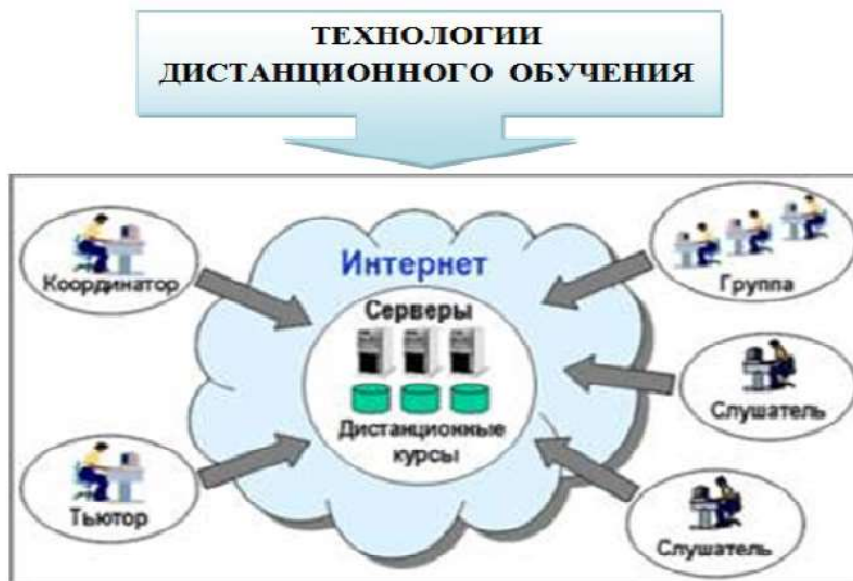 ТЕХНОЛОГИИ
ДИСТАНЦИОННОГО ОБУЧЕНИЯ
Координатор
Интернет
Группа
Серверы
Дистанционные
курсы
Слушатель
Тьютор
Слушатель